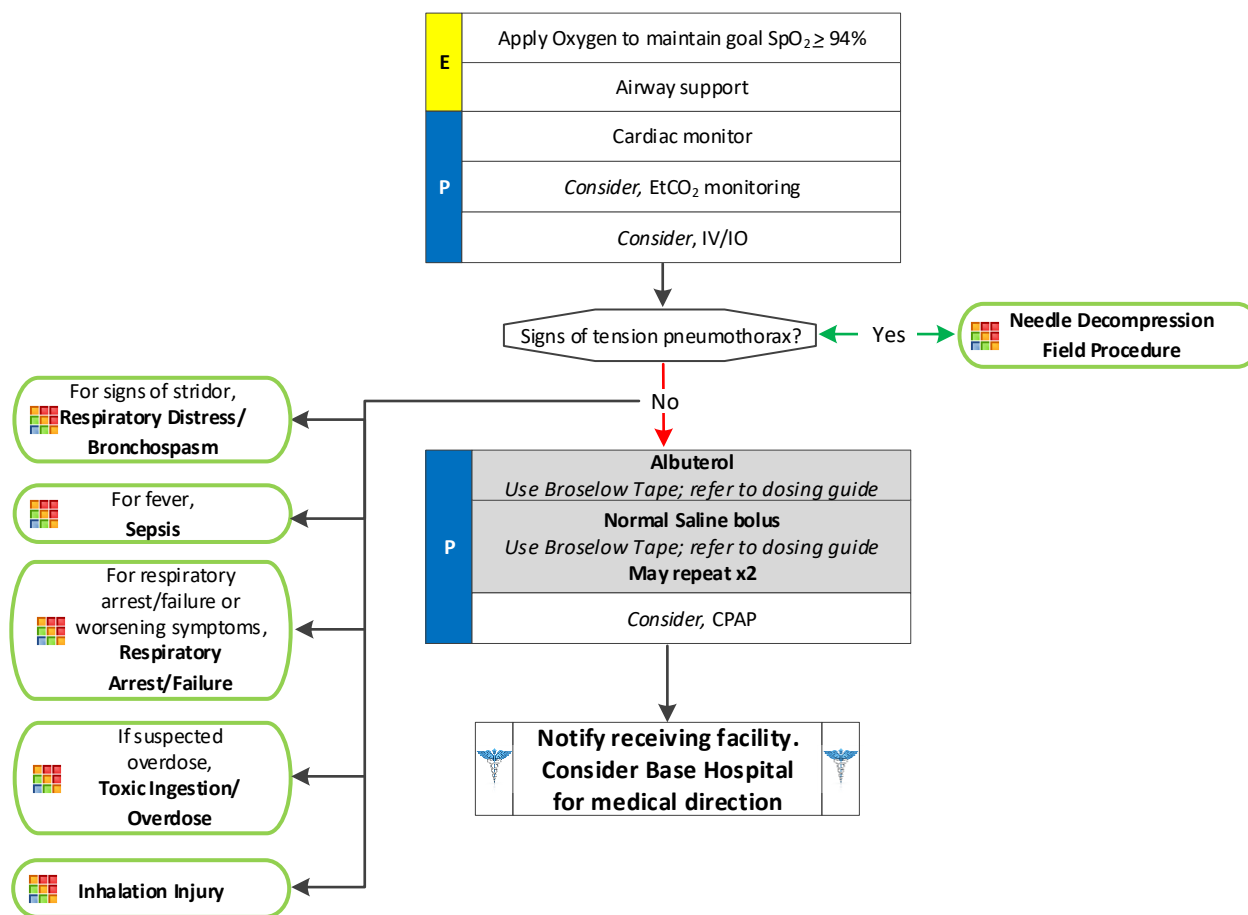 E
Apply Oxygen to maintain goal SpO₂ ≥ 94%
Airway support
P
Cardiac monitor
Consider, EtCO₂ monitoring
Consider, IV/IO
Signs of tension pneumothorax?
Yes
Needle Decompression
Field Procedure
No
For signs of stridor,
Respiratory Distress/
Bronchospasm
For fever,
Sepsis
For respiratory
arrest/failure or
worsening symptoms,
Respiratory
Arrest/Failure
If suspected
overdose,
Toxic Ingestion/
Overdose
Inhalation Injury
P
Albuterol
Use Broselow Tape; refer to dosing guide
Normal Saline bolus
Use Broselow Tape; refer to dosing guide
May repeat x2
Consider, CPAP
Notify receiving facility.
Consider Base Hospital
for medical direction